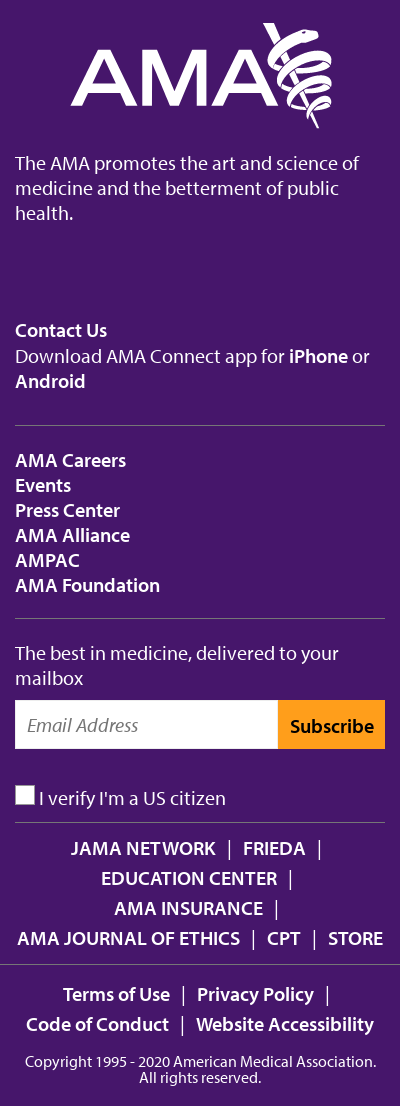 AMA
The AMA promotes the art and science of
medicine and the betterment of public
health.
Contact Us
Download AMA Connect app for iPhone or
Android
AMA Careers
Events
Press Center
AMA Alliance
AMPAC
AMA Foundation
The best in medicine, delivered to your
mailbox
Email Address
Subscribe
I verify I'm a US citizen
JAMA NETWORK | FRIEDA |
EDUCATION CENTER |
AMA INSURANCE |
AMA JOURNAL OF ETHICS | CPT | STORE
Terms of Use | Privacy Policy |
Code of Conduct | Website Accessibility
Copyright 1995 - 2020 American Medical Association.
All rights reserved.